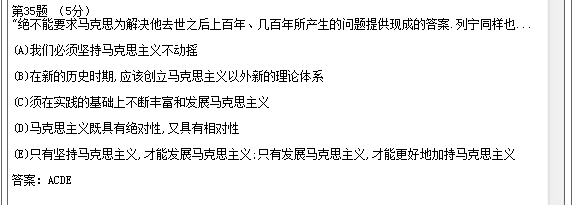 第35题 （5分）
"绝不能要求马克思为解决他去世之后上百年、几百年所产生的问题提供现成的答案.列宁同样也...
(A)我们必须坚持马克思主义不动摇
(B)在新的历史时期,应该创立马克思主义以外新的理论体系
(C)须在实践的基础上不断丰富和发展马克思主义
(D)马克思主义既具有绝对性,又具有相对性
(E)只有坚持马克思主义,才能发展马克思主义;只有发展马克思主义,才能更好地加持马克思主义
答案: ACDE